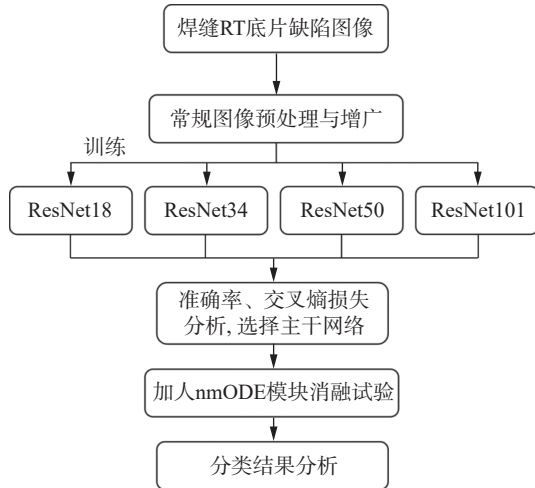 焊缝RT底片缺陷图像
常规图像预处理与增广
训练
ResNet18
ResNet34
ResNet50
ResNet101
准确率、交叉熵损失
分析, 选择主干网络
加人nmODE模块消融试验
分类结果分析